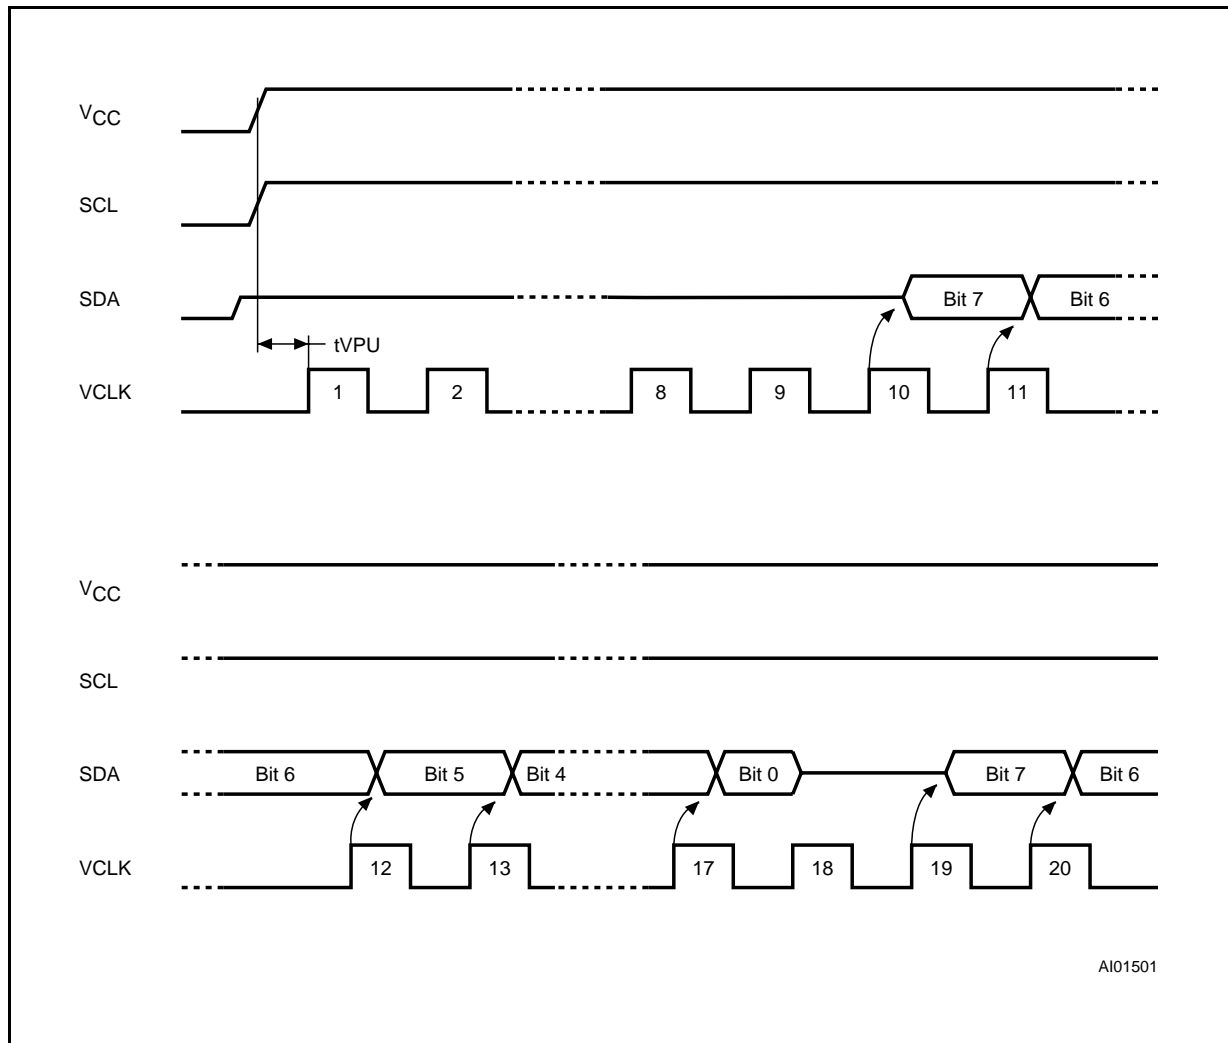 VCC
SCL
SDA Bit 7 Bit 6
tVPU
VCLK 1 2 8 9 10 11
VCC
SCL
SDA Bit 6 Bit 5 Bit 4 Bit 0 Bit 7 Bit 6
VCLK 12 13 17 18 19 20
AI01501